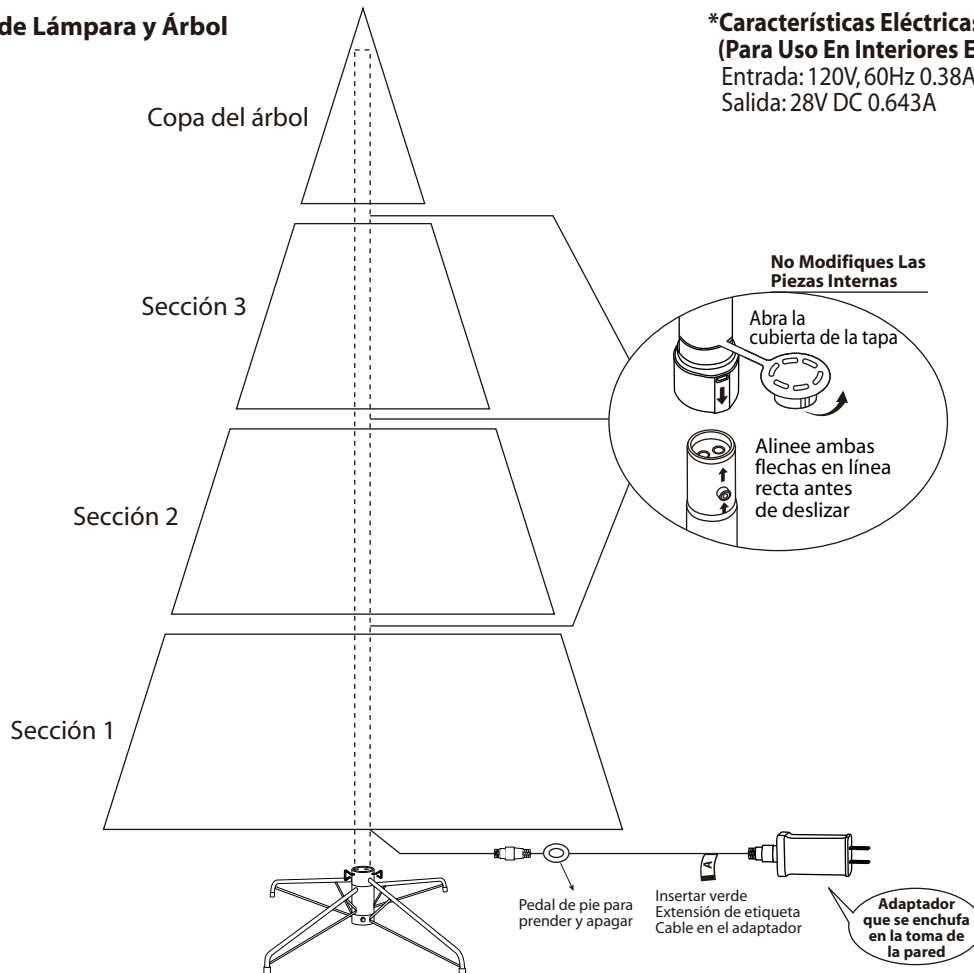 de Lámpara y Árbol
*Características Eléctricas
(Para Uso En Interiores E
Entrada: 120V, 60Hz 0.38A
Salida: 28V DC 0.643A
Copa del árbol
Sección 3
No Modifiques Las
Piezas Internas
Abra la
cubierta de la tapa
Alinee ambas
flechas en línea
recta antes
de deslizar
Sección 2
Sección 1
A
Pedal de pie para
prender y apagar
Insertar verde
Extensión de etiqueta
Cable en el adaptador
Adaptador
que se enchufa
en la toma de
la pared